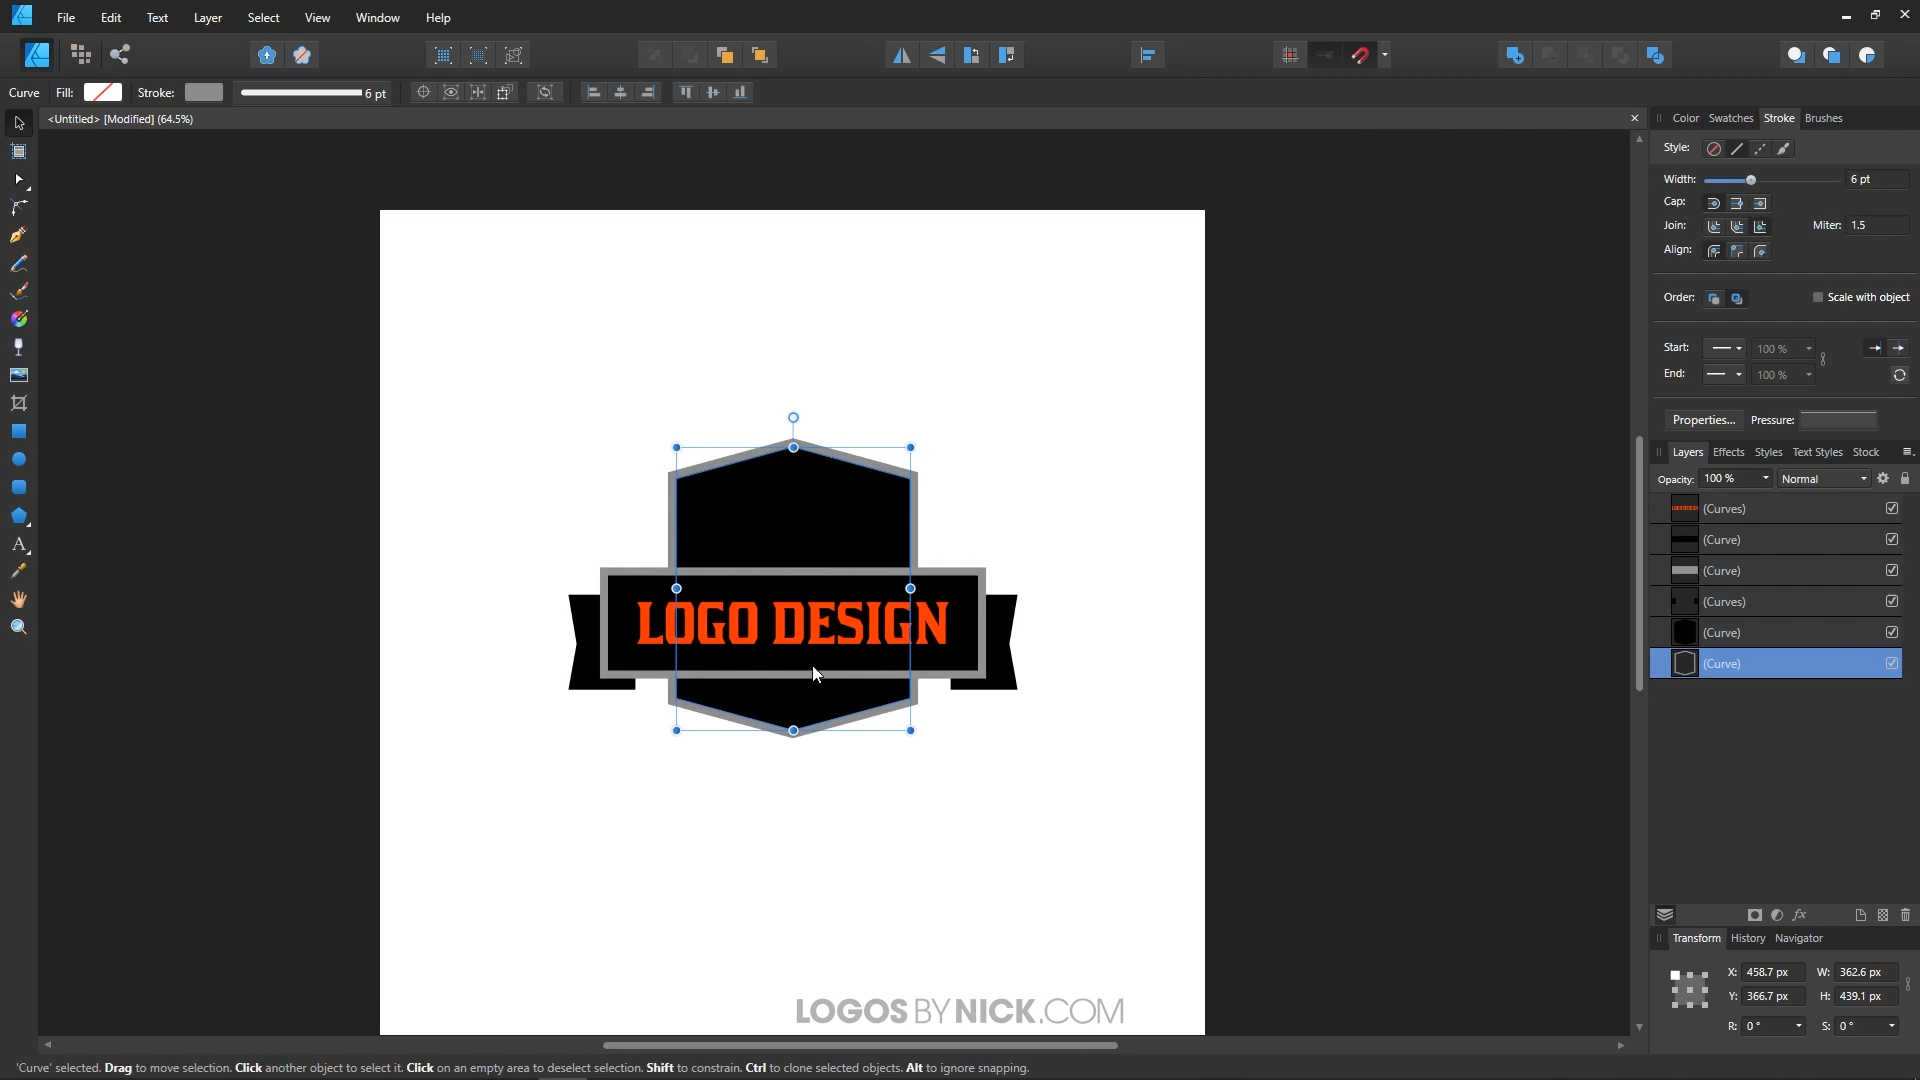 File Edit Text Layer Select View Window Help
Curve Fill: Stroke: 6 pt
<Untitled> [Modified] (64.5%)
Color Swatches Stroke Brushes
Style:
Width: 6 pt
Cap:
Join: Miter: 1.5
Align:
Order: Scale with object
Start: 100 %
End: 100 %
Properties... Pressure:
Layers Effects Styles Text Styles Stock
Opacity: 100 % Normal
(Curves)
(Curve)
(Curve)
(Curves)
(Curve)
(Curve)
LOGO DESIGN
Transform History Navigator
X: 458.7 px W: 362.6 px
Y: 366.7 px H: 439.1 px
R: 0 ° S: 0 °
LOGOS BY NICK.COM
'Curve' selected. Drag to move selection. Click another object to select it. Click on an empty area to deselect selection. Shift to constrain. Ctrl to clone selected objects. Alt to ignore snapping.